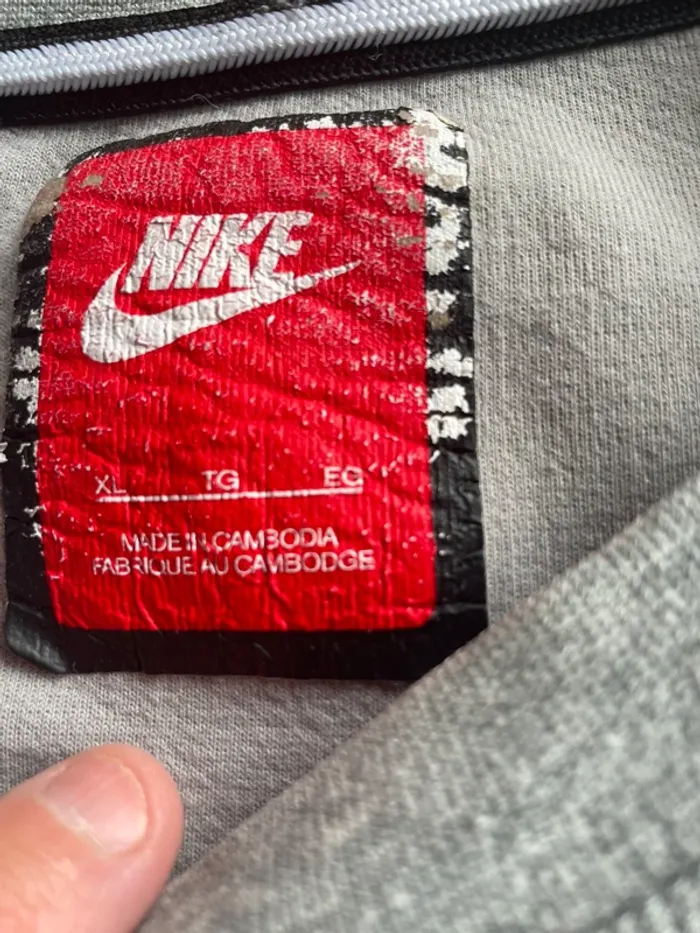 NIKE
XL TG EG
MADE IN CAMBODIA
FABRIQUE AU CAMBODGE